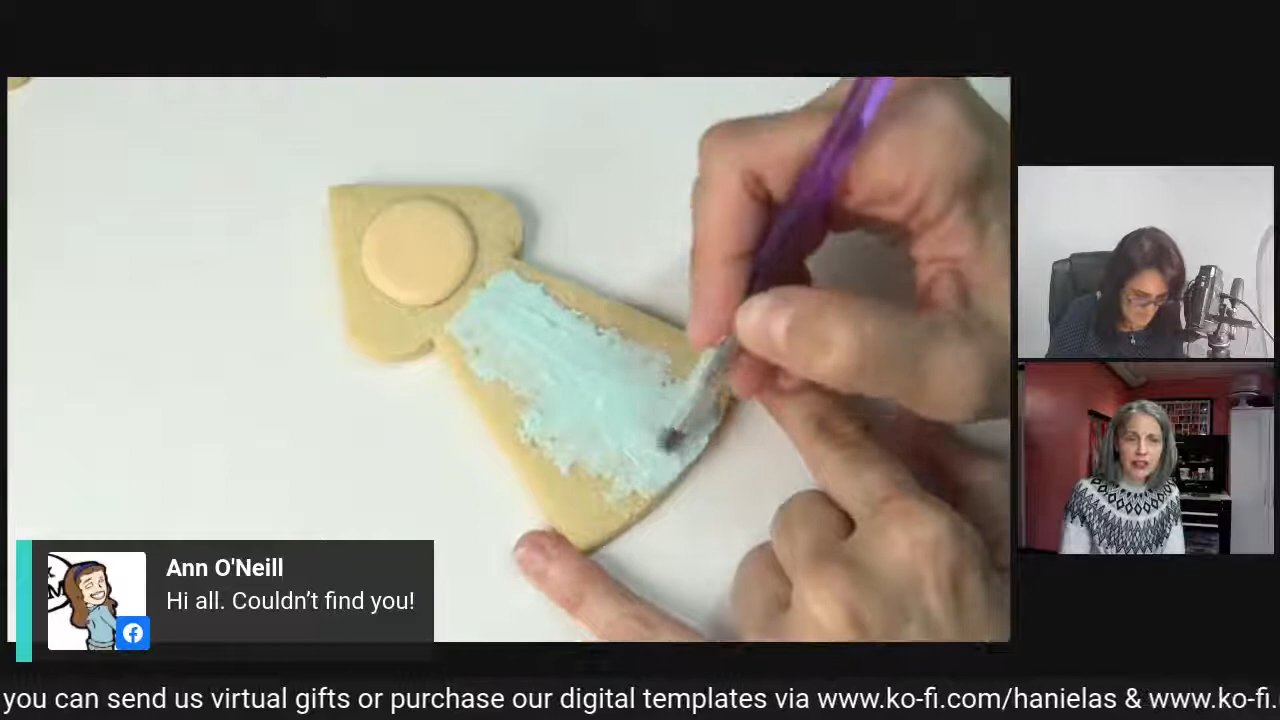 Ann O'Neill
Hi all. Couldn’t find you!
you can send us virtual gifts or purchase our digital templates via www.ko-fi.com/hanielas & www.ko-fi.